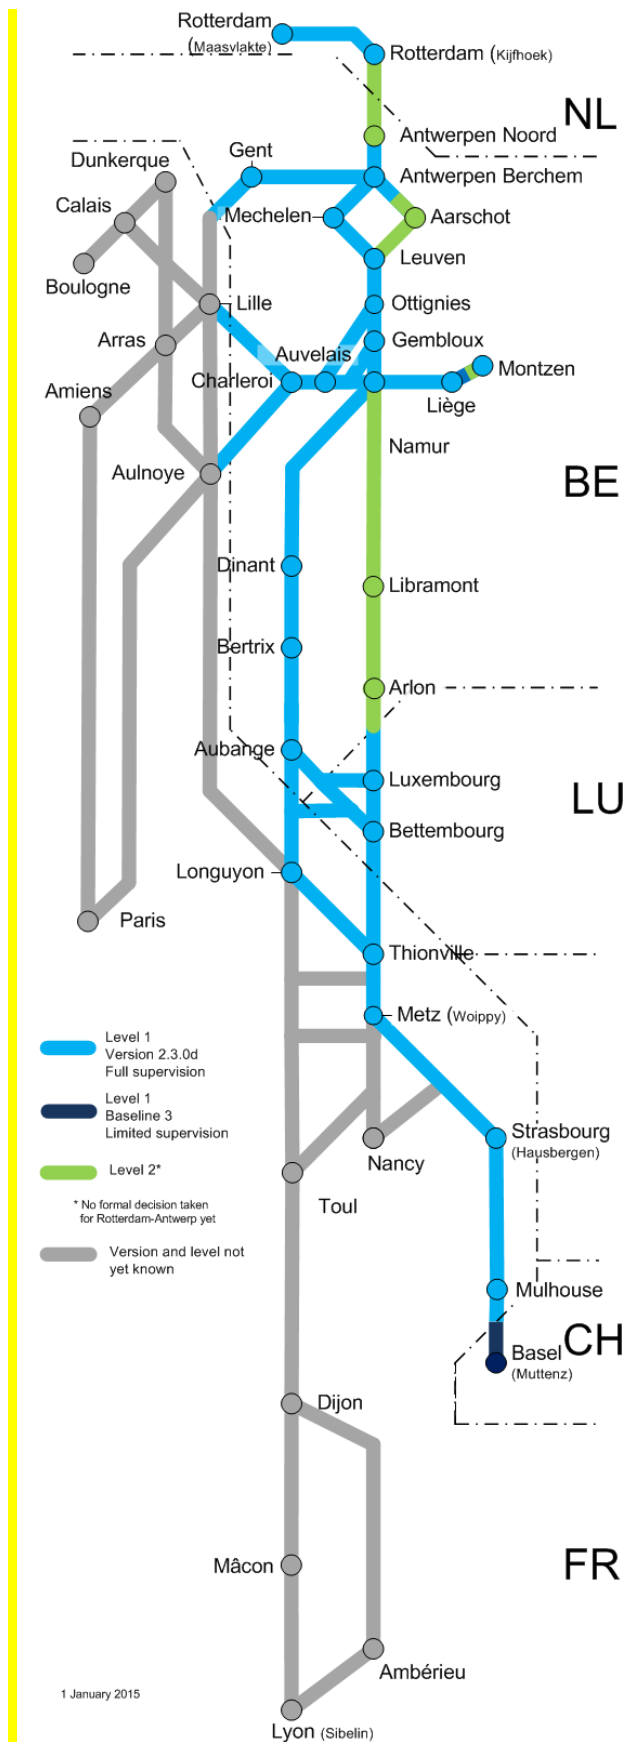 Rotterdam
(Maasvlakte)
Rotterdam (Kijfhoek)
NL
Antwerpen Noord
Gent
Dunkerque
Antwerpen Berchem
Calais
Mechelen
Aarschot
Leuven
Boulogne
Lille
Ottignies
Arras
Gembloux
Auvelais
Montzen
Charleroi
Liège
Amiens
Namur
Aulnoye
BE
Dinant
Libramont
Bertrix
Arlon
Aubange
Luxembourg
LU
Bettembourg
Longuyon
Paris
Thionville
Metz (Woippy)
Level 1
Version 2.3.0d
Full supervision
Level 1
Baseline 3
Limited supervision
Strasbourg
(Hausbergen)
Nancy
Level 2*
* No formal decision taken
for Rotterdam-Antwerp yet
Toul
Version and level not
yet known
Mulhouse
CH
Basel
(Muttenz)
Dijon
FR
Mâcon
Ambérieu
1 January 2015
Lyon (Sibelin)